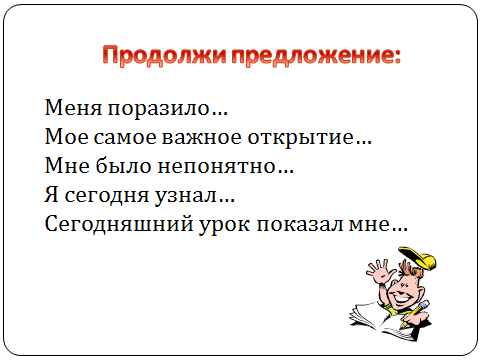 Продолжи предложение:
Меня поразило...
Мое самое важное открытие...
Мне было непонятно...
Я сегодня узнал...
Сегодняшний урок показал мне...